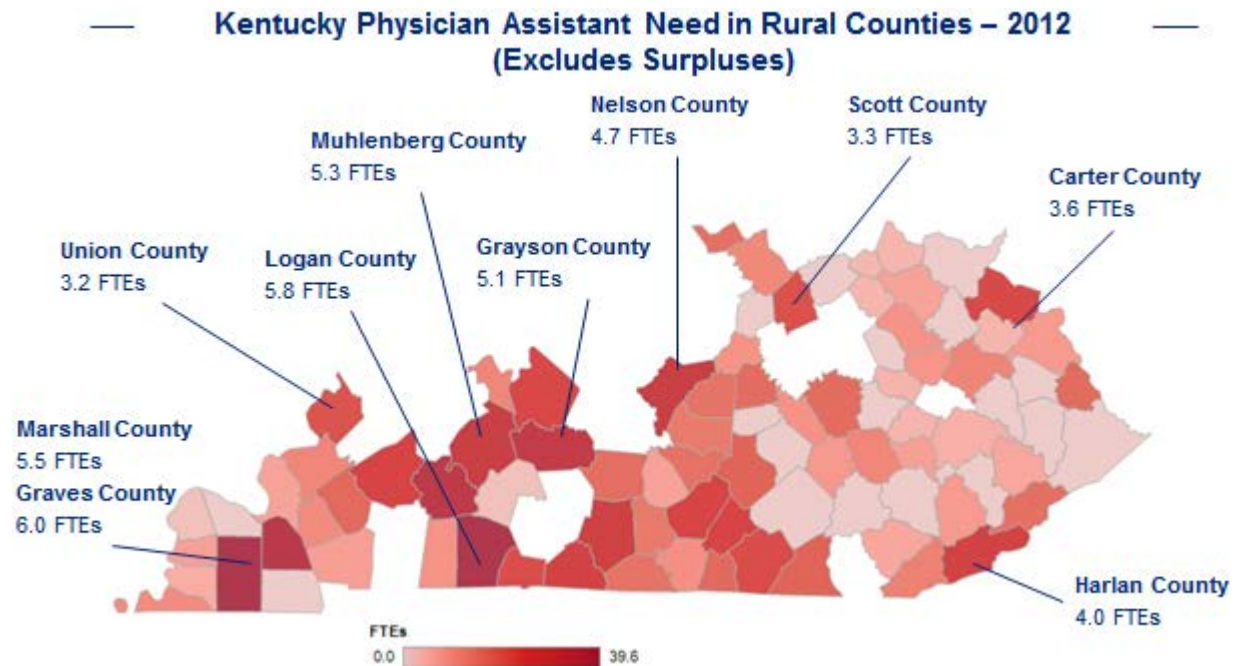 Kentucky Physician Assistant Need in Rural Counties – 2012
(Excludes Surpluses)
Nelson County
4.7 FTEs
Scott County
3.3 FTEs
Muhlenberg County
5.3 FTEs
Carter County
3.6 FTEs
Union County
3.2 FTEs
Logan County
5.8 FTEs
Grayson County
5.1 FTEs
Marshall County
5.5 FTEs
Graves County
6.0 FTEs
Harlan County
4.0 FTEs
FTEs
0.0 39.6